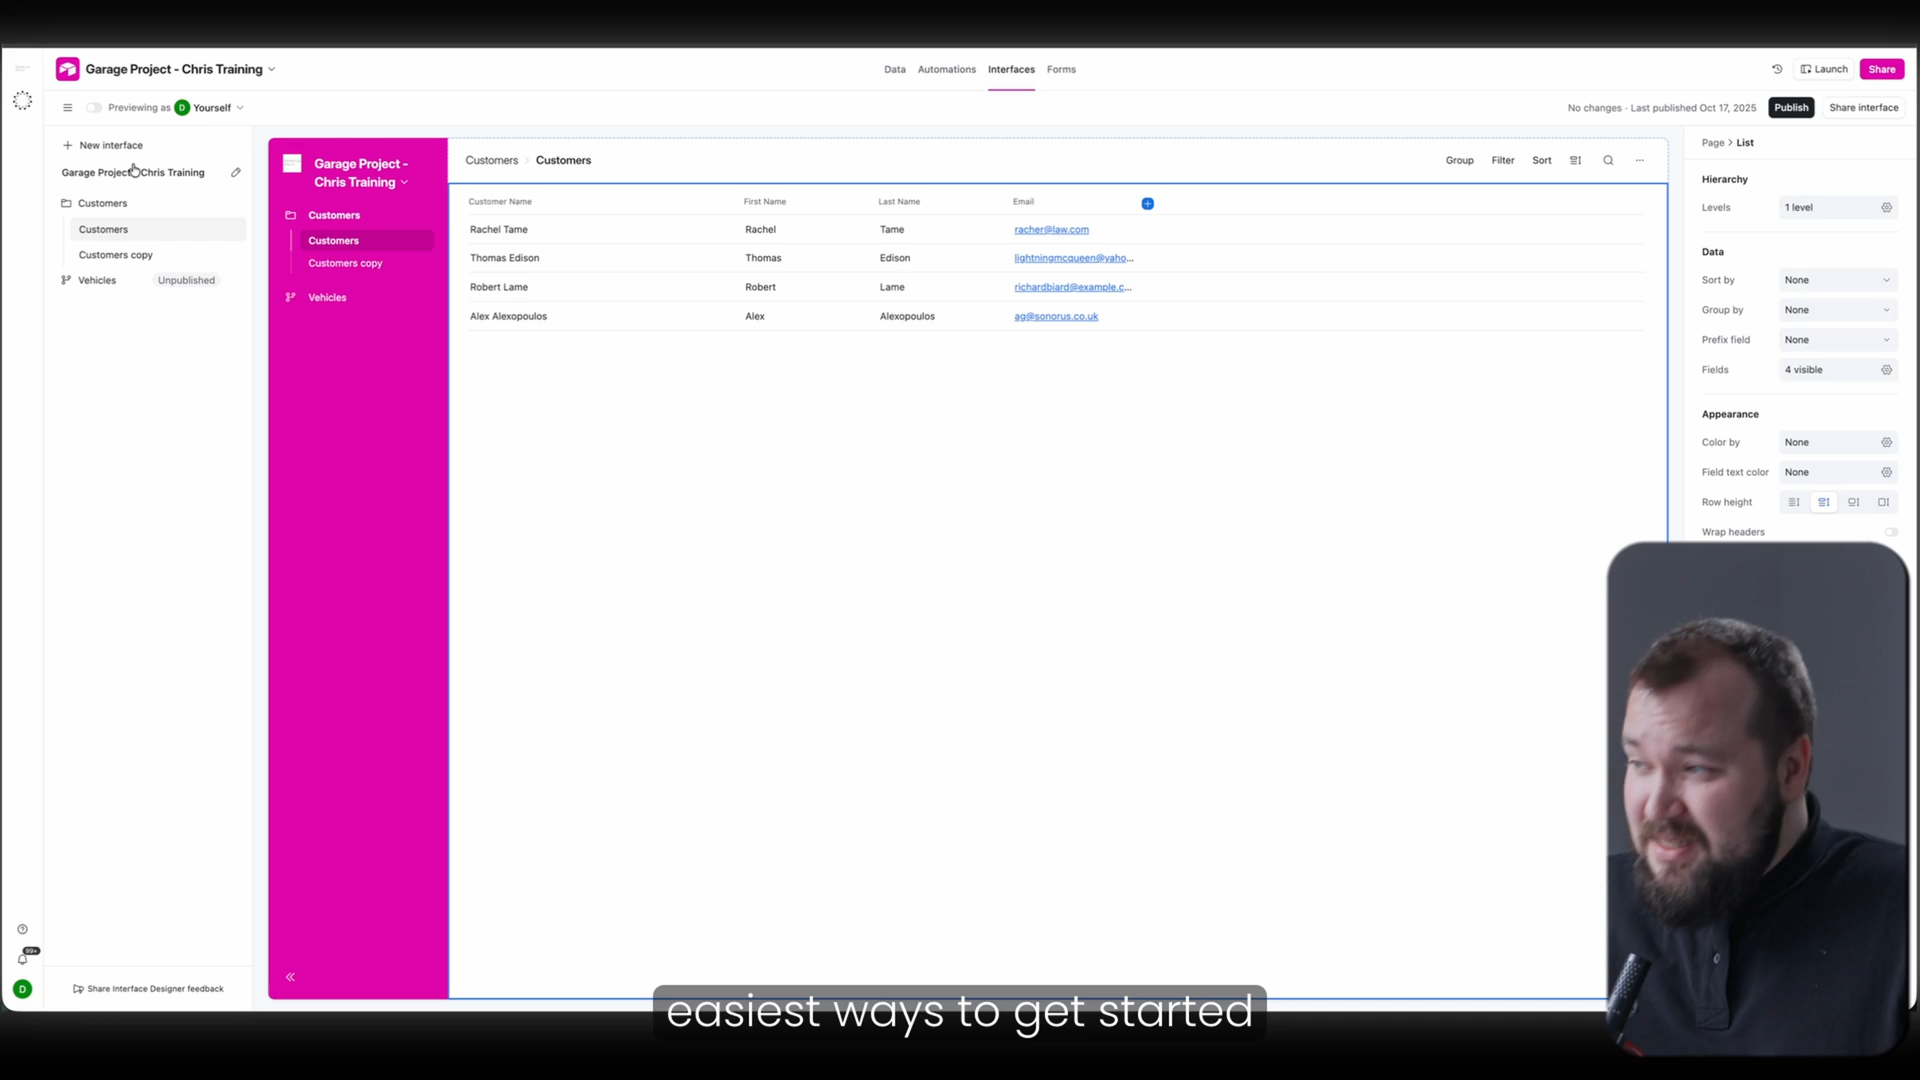 Garage Project - Chris Training
Data
Automations
Interfaces
Forms
Launch
Share
Previewing as
D
Yourself
No changes · Last published Oct 17, 2025
Publish
Share interface
New interface
Garage Project - Chris Training
Customers
Customers
Customers copy
Vehicles
Unpublished
Garage Project -
Chris Training
Customers
Customers
Customers copy
Vehicles
Customers
Customers
Group
Filter
Sort
Customer Name
First Name
Last Name
Email
Rachel Tame
Rachel
Tame
racher@law.com
Thomas Edison
Thomas
Edison
lightningmcqueen@yaho...
Robert Lame
Robert
Lame
richardbiard@example.c...
Alex Alexopoulos
Alex
Alexopoulos
ag@sonorus.co.uk
Page > List
Hierarchy
Levels
1 level
Data
Sort by
None
Group by
None
Prefix field
None
Fields
4 visible
Appearance
Color by
None
Field text color
None
Row height
Wrap headers
99+
D
Share Interface Designer feedback
easiest ways to get started